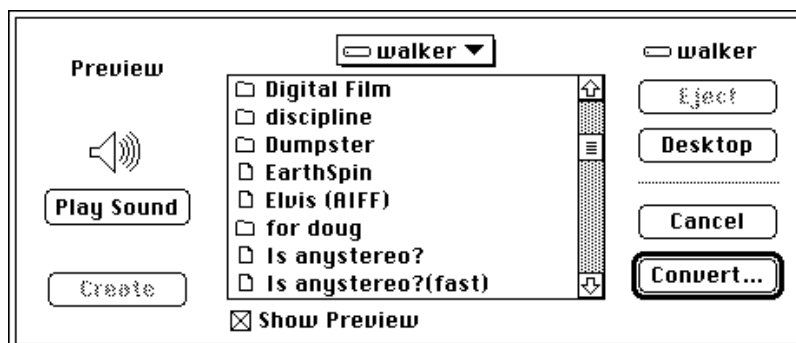 Preview
Play Sound
Create
walker
Digital Film
discipline
Dumpster
EarthSpin
Elvis (AIFF)
for doug
Is anystereo?
Is anystereo?(fast)
Show Preview
walker
Eject
Desktop
Cancel
Convert...